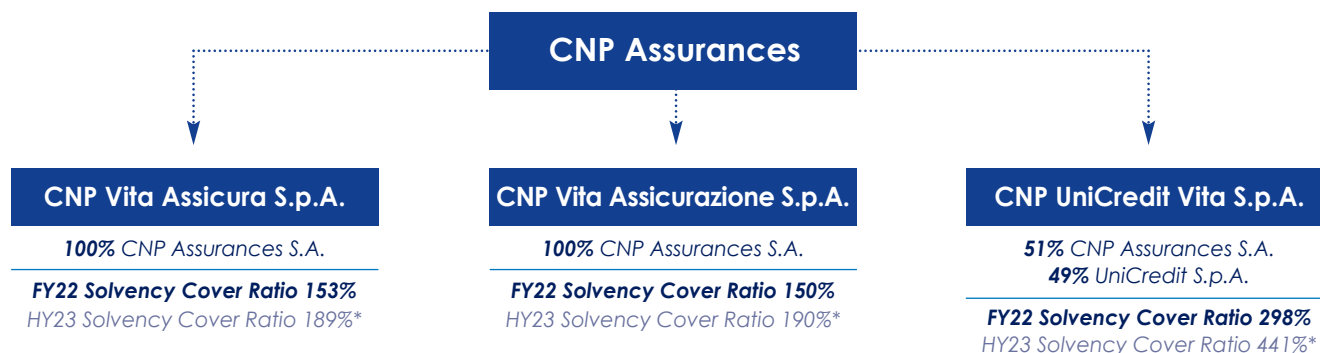 CNP Assurances
CNP Vita Assicura S.p.A.
100% CNP Assurances S.A.
FY22 Solvency Cover Ratio 153%
HY23 Solvency Cover Ratio 189%*
CNP Vita Assicurazione S.p.A.
100% CNP Assurances S.A.
FY22 Solvency Cover Ratio 150%
HY23 Solvency Cover Ratio 190%*
CNP UniCredit Vita S.p.A.
51% CNP Assurances S.A.
49% UniCredit S.p.A.
FY22 Solvency Cover Ratio 298%
HY23 Solvency Cover Ratio 441%*